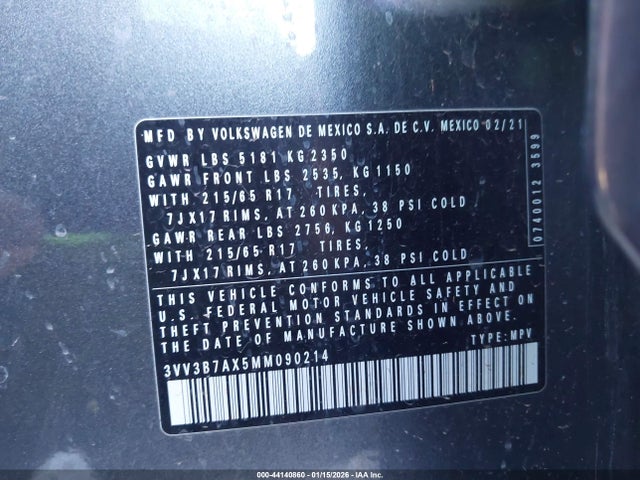 MFD BY VOLKSWAGEN DE MEXICO S.A. DE C.V. MEXICO 02/21
GVWR LBS 5181 KG 2350
GAWR FRONT LBS 2535, KG 1150
WITH 215/65 R17 TIRES,
7JX17 RIMS, AT 260 KPA, 38 PSI COLD
GAWR REAR LBS 2756, KG 1250
WITH 215/65 R17 TIRES,
7JX17 RIMS, AT 260 KPA, 38 PSI COLD
THIS VEHICLE CONFORMS TO ALL APPLICABLE
U.S. FEDERAL MOTOR VEHICLE SAFETY AND
THEFT PREVENTION STANDARDS IN EFFECT ON
THE DATE OF MANUFACTURE SHOWN ABOVE.
3VV3B7AX5MM090214 TYPE: MPV
0740012 3599
000-44140860 - 01/15/2026 - IAA Inc.